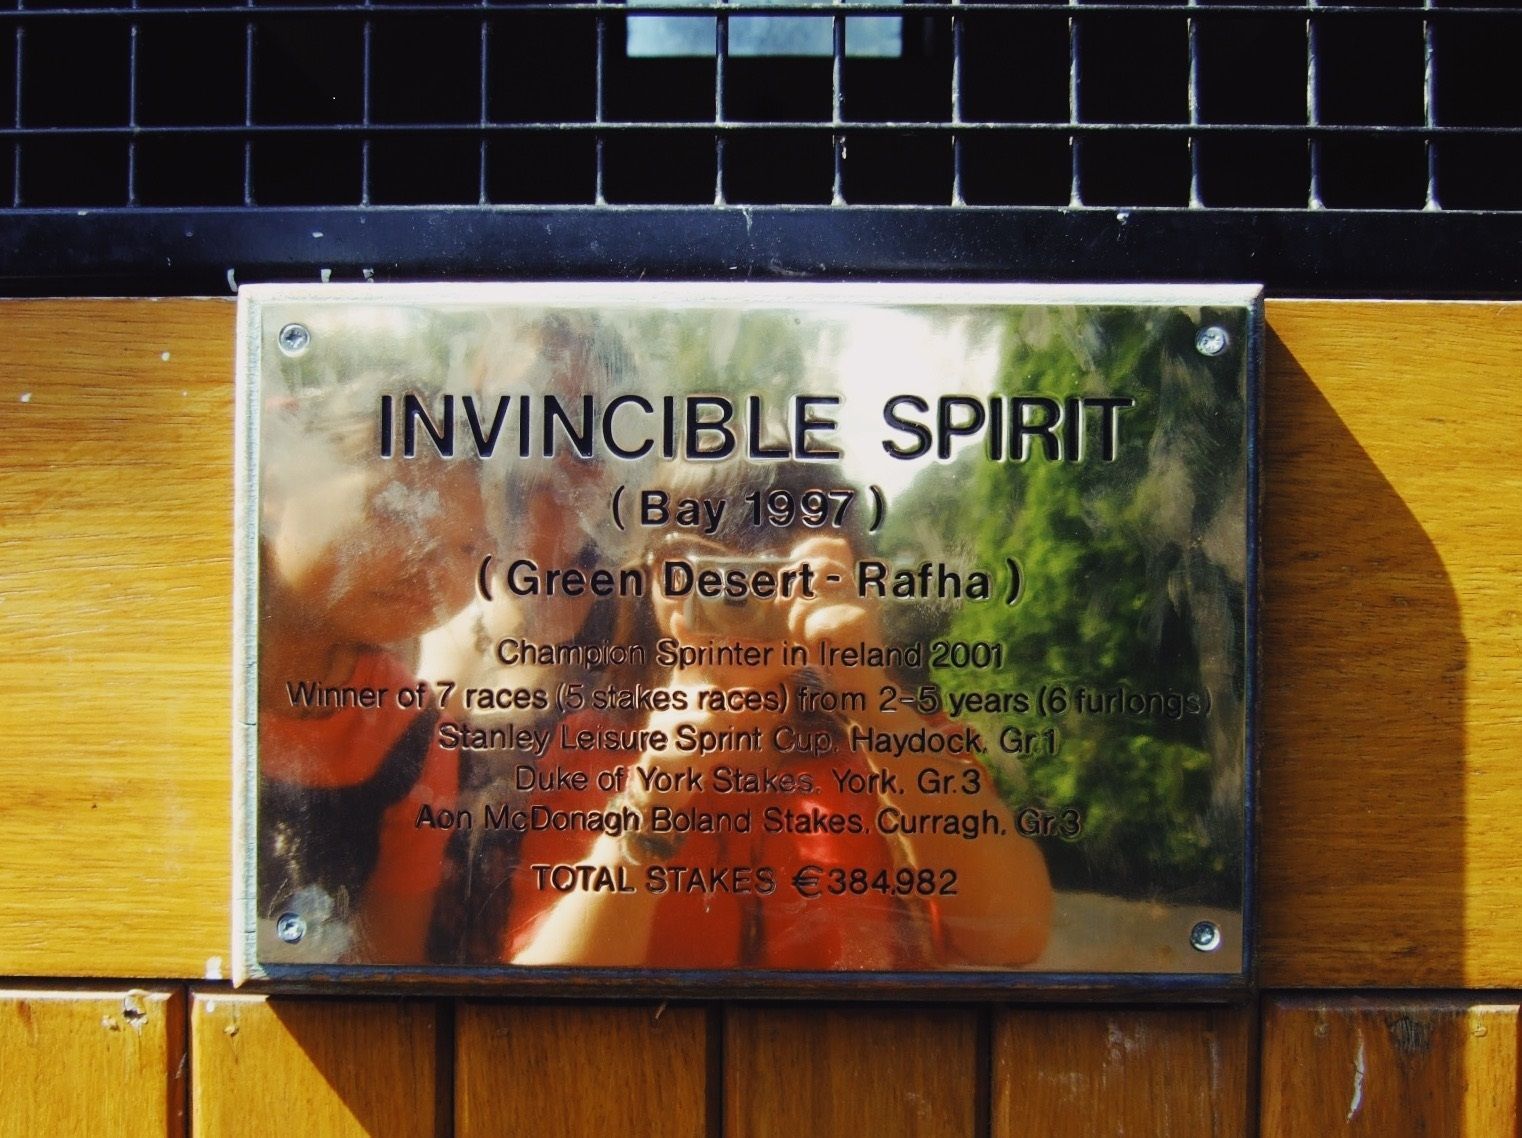 INVINCIBLE SPIRIT
( Bay 1997 )
( Green Desert - Rafha )
Champion Sprinter in Ireland 2001
Winner of 7 races (5 stakes races) from 2-5 years (6 furlongs)
Stanley Leisure Sprint Cup, Haydock, Gr.1
Duke of York Stakes, York, Gr.3
Aon McDonagh Boland Stakes, Curragh, Gr.3
TOTAL STAKES €384,982